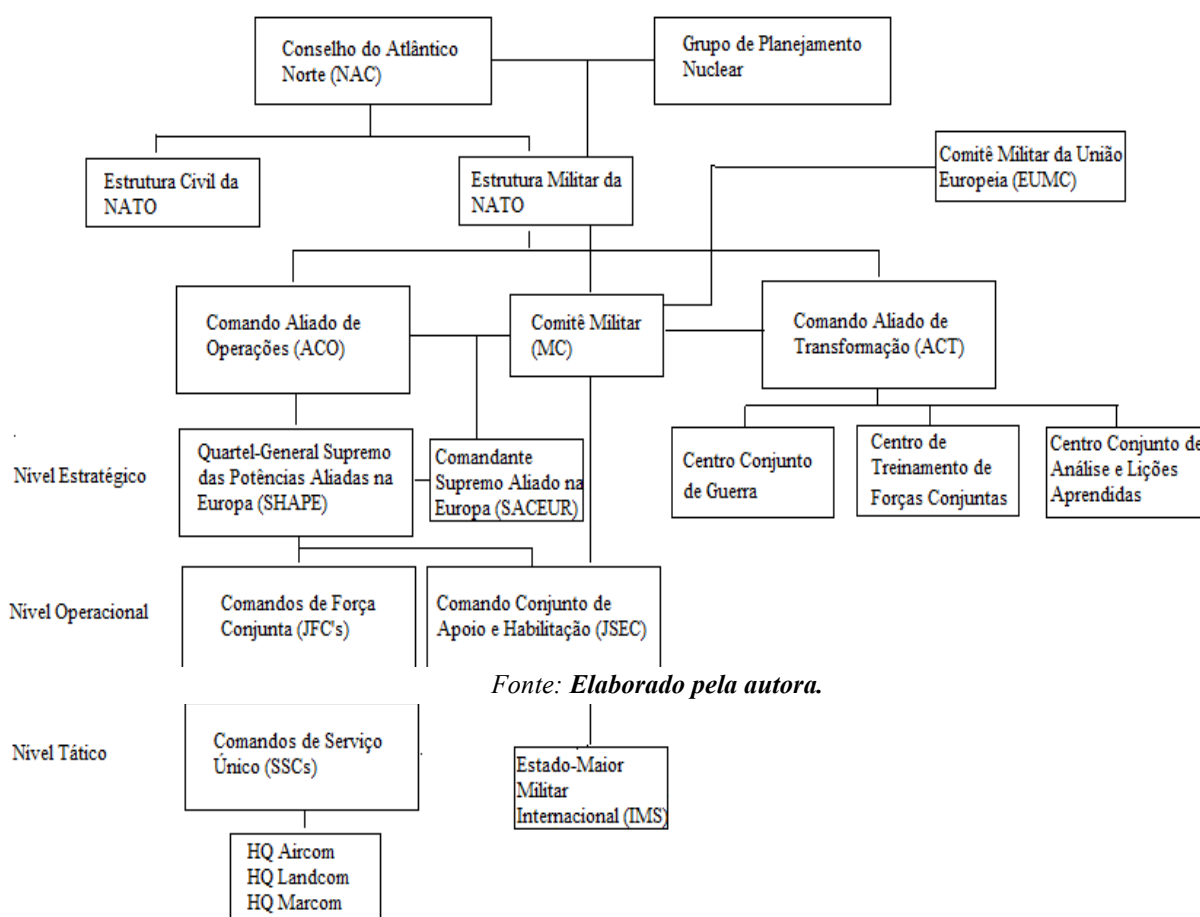 Conselho do Atlântico
Norte (NAC)
Grupo de Planejamento
Nuclear
Estrutura Civil da
NATO
Estrutura Militar da
NATO
Comitê Militar da União
Europeia (EUMC)
Comando Aliado de
Operações (ACO)
Comitê Militar
(MC)
Comando Aliado de
Transformação (ACT)
Nivel Estratégico
Quartel-General Supremo
das Potências Aliadas na
Europa (SHAPE)
Comandante
Supremo Aliado na
Europa (SACEUR)
Centro Conjunto
de Guerra
Centro de
Treinamento de
Forças Conjuntas
Centro Conjunto de
Análise e Lições
Aprendidas
Nivel Operacional
Comandos de Força
Conjunta (JFC's)
Comando Conjunto de
Apoio e Habilitação (JSEC)
Fonte: Elaborado pela autora.
Nivel Tático
Comandos de Serviço
Único (SSCs)
Estado-Maior
Militar
Internacional (IMS)
HQ Aircom
HQ Landcom
HQ Marcom